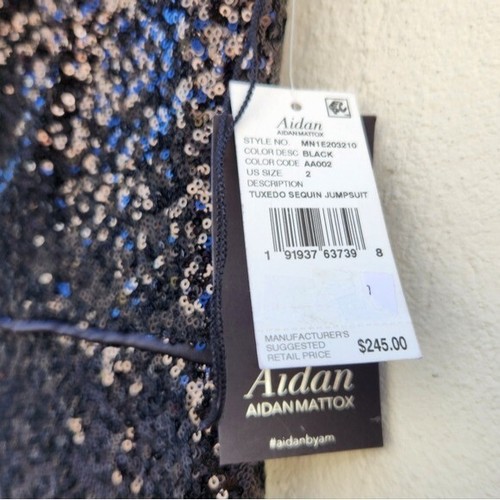 Aidan
AIDAN MATTOX
STYLE NO. MN1E203210
COLOR DESC BLACK
COLOR CODE AA002
US SIZE 2
DESCRIPTION
TUXEDO SEQUIN JUMPSUIT
1 91937 63739 8
MANUFACTURER'S
SUGGESTED
RETAIL PRICE $245.00
Aidan
AIDAN MATTOX
#aidanbyam